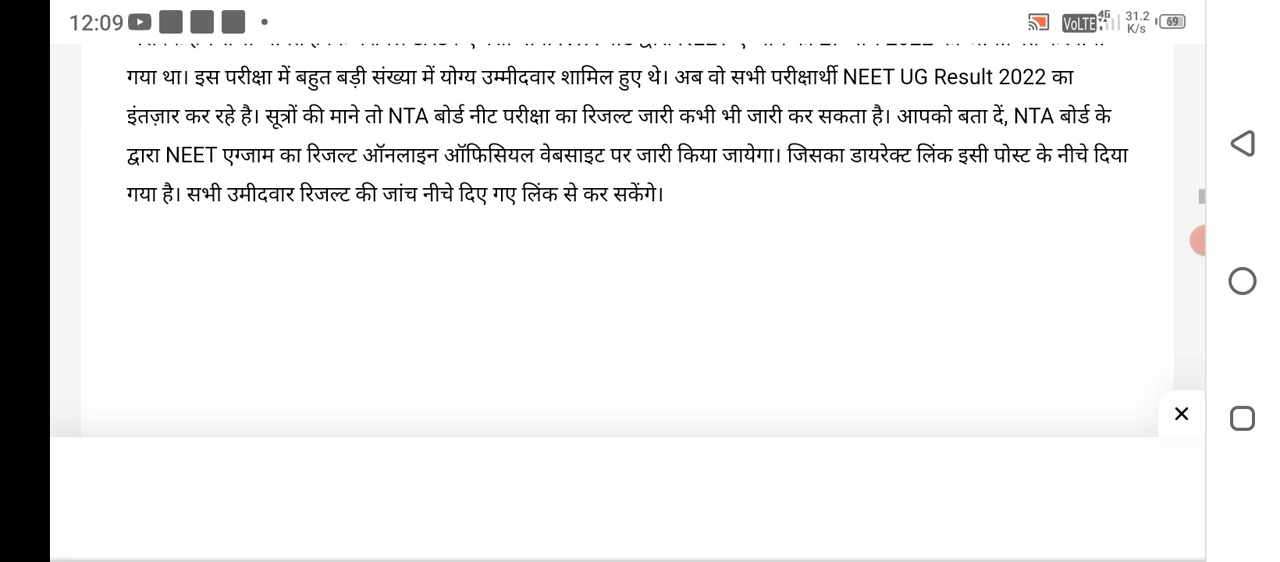 12:09
VoLTE 4G 31.2 K/s 69
गया था। इस परीक्षा में बहुत बड़ी संख्या में योग्य उम्मीदवार शामिल हुए थे। अब वो सभी परीक्षार्थी NEET UG Result 2022 का
इंतज़ार कर रहे है। सूत्रों की माने तो NTA बोर्ड नीट परीक्षा का रिजल्ट जारी कभी भी जारी कर सकता है। आपको बता दें, NTA बोर्ड के
द्वारा NEET एग्जाम का रिजल्ट ऑनलाइन ऑफिसियल वेबसाइट पर जारी किया जायेगा। जिसका डायरेक्ट लिंक इसी पोस्ट के नीचे दिया
गया है। सभी उमीदवार रिजल्ट की जांच नीचे दिए गए लिंक से कर सकेंगे।